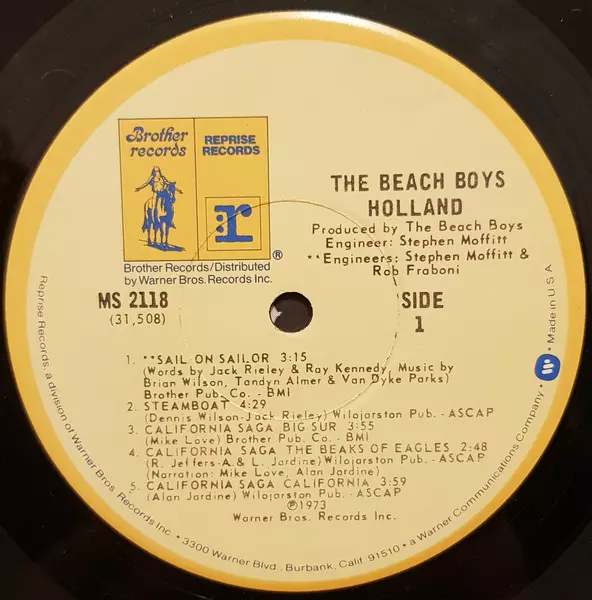 Brother records
REPRISE RECORDS
r
®
Brother Records/Distributed
by Warner Bros. Records Inc.
THE BEACH BOYS
HOLLAND
Produced by The Beach Boys
Engineer: Stephen Moffitt
**Engineers: Stephen Moffitt &
Rob Fraboni
MS 2118
(31,508)
SIDE
1
1. **SAIL ON SAILOR 3:15
(Words by Jack Rieley & Ray Kennedy, Music by
Brian Wilson, Tandyn Almer & Van Dyke Parks)
Brother Pub. Co. - BMI
2. STEAMBOAT 4:29
(Dennis Wilson-Jack Rieley) Wilojarston Pub. - ASCAP
3. CALIFORNIA SAGA BIG SUR 3:55
(Mike Love) Brother Pub. Co. - BMI
4. CALIFORNIA SAGA THE BEAKS OF EAGLES 2:48
(R. Jeffers-A. & L. Jardine) Wilojarston Pub. - ASCAP
(Narration: Mike Love, Alan Jardine)
5. CALIFORNIA SAGA CALIFORNIA 3:59
(Alan Jardine) Wilojarston Pub. - ASCAP
℗1973
Warner Bros. Records Inc.
Reprise Records, a division of Warner Bros. Records Inc. • 3300 Warner Blvd., Burbank, Calif. 91510 • a Warner Communications Company • Made in U.S.A.